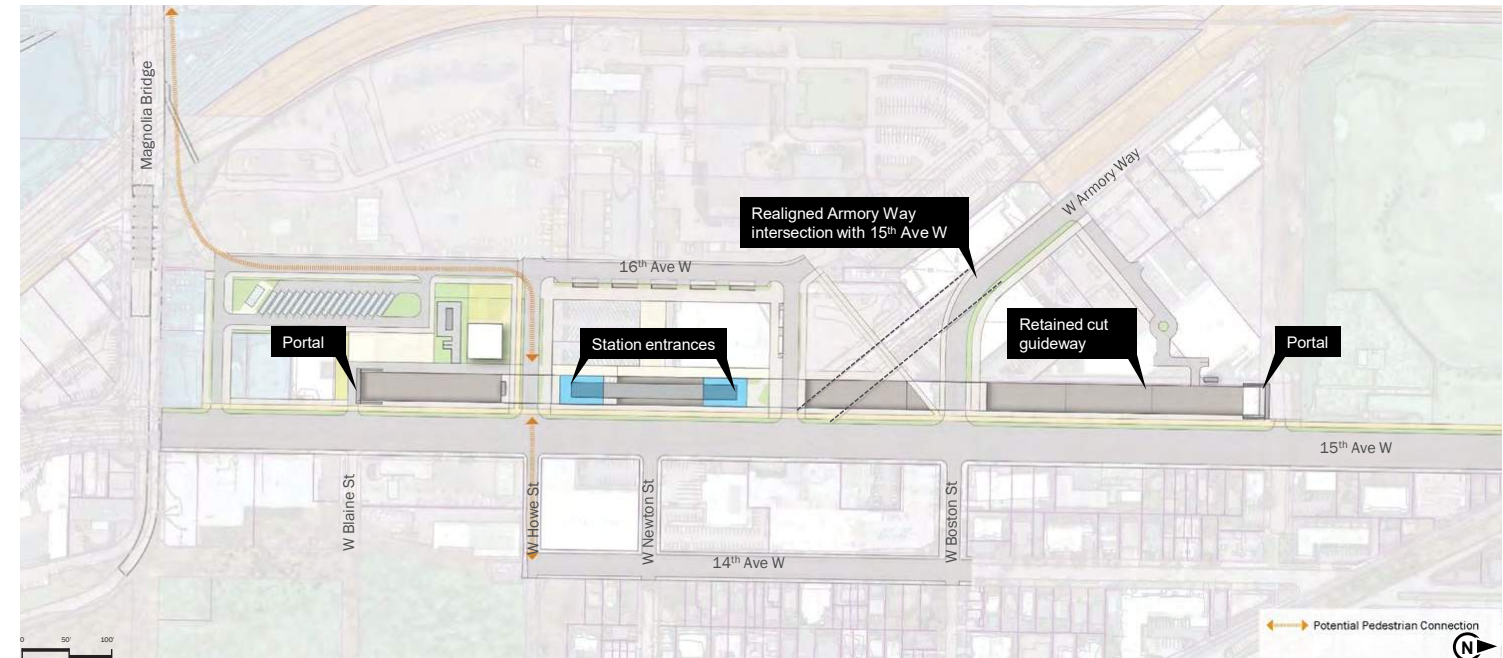 Magnolia Bridge
W Armory Way
Realigned Armory Way
intersection with 15th Ave W
16th Ave W
Portal
Station entrances
Retained cut
guideway
Portal
15th Ave W
W Blaine St
W Howe St
W Newton St
W Boston St
14th Ave W
Potential Pedestrian Connection
0 50' 100'
N